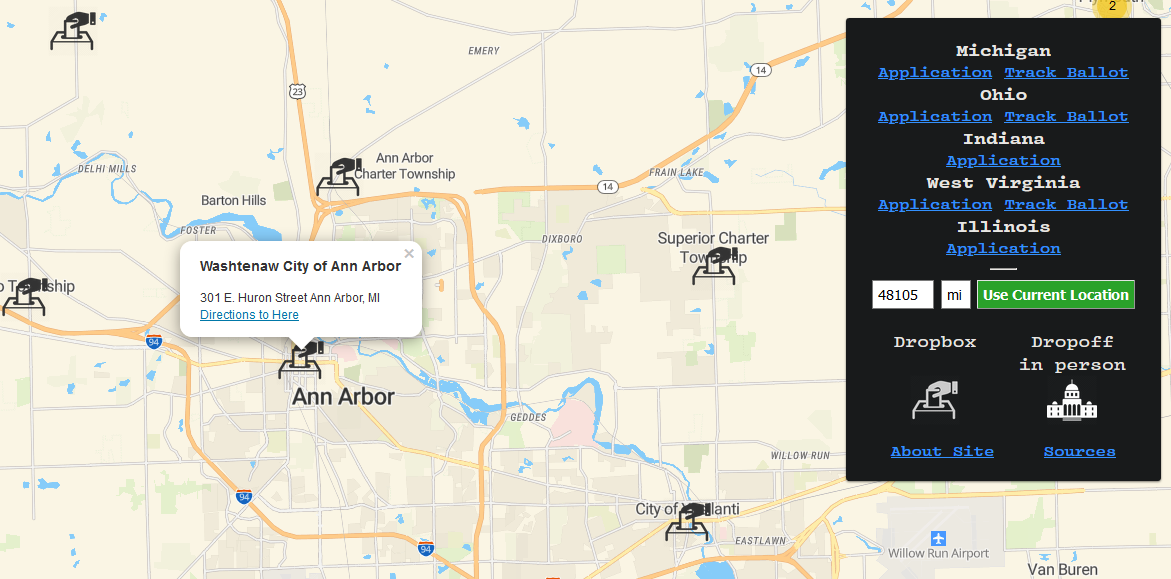 2
EMERY
14
23
DELHI MILLS
Ann Arbor
Charter Township
14
FRAIN LAKE
Barton Hills
FOSTER
DIXBORO
Superior Charter
Township
Township
Washtenaw City of Ann Arbor
×
301 E. Huron Street Ann Arbor, MI
Directions to Here
94
Ann Arbor
GEDDES
WILLOW RUN
94
City of
94
EASTLAWN
Willow Run Airport
Van Buren
Michigan
Application Track Ballot
Ohio
Application Track Ballot
Indiana
Application
West Virginia
Application Track Ballot
Illinois
Application
48105 mi Use Current Location
Dropbox
Dropoff
in person
About Site
Sources